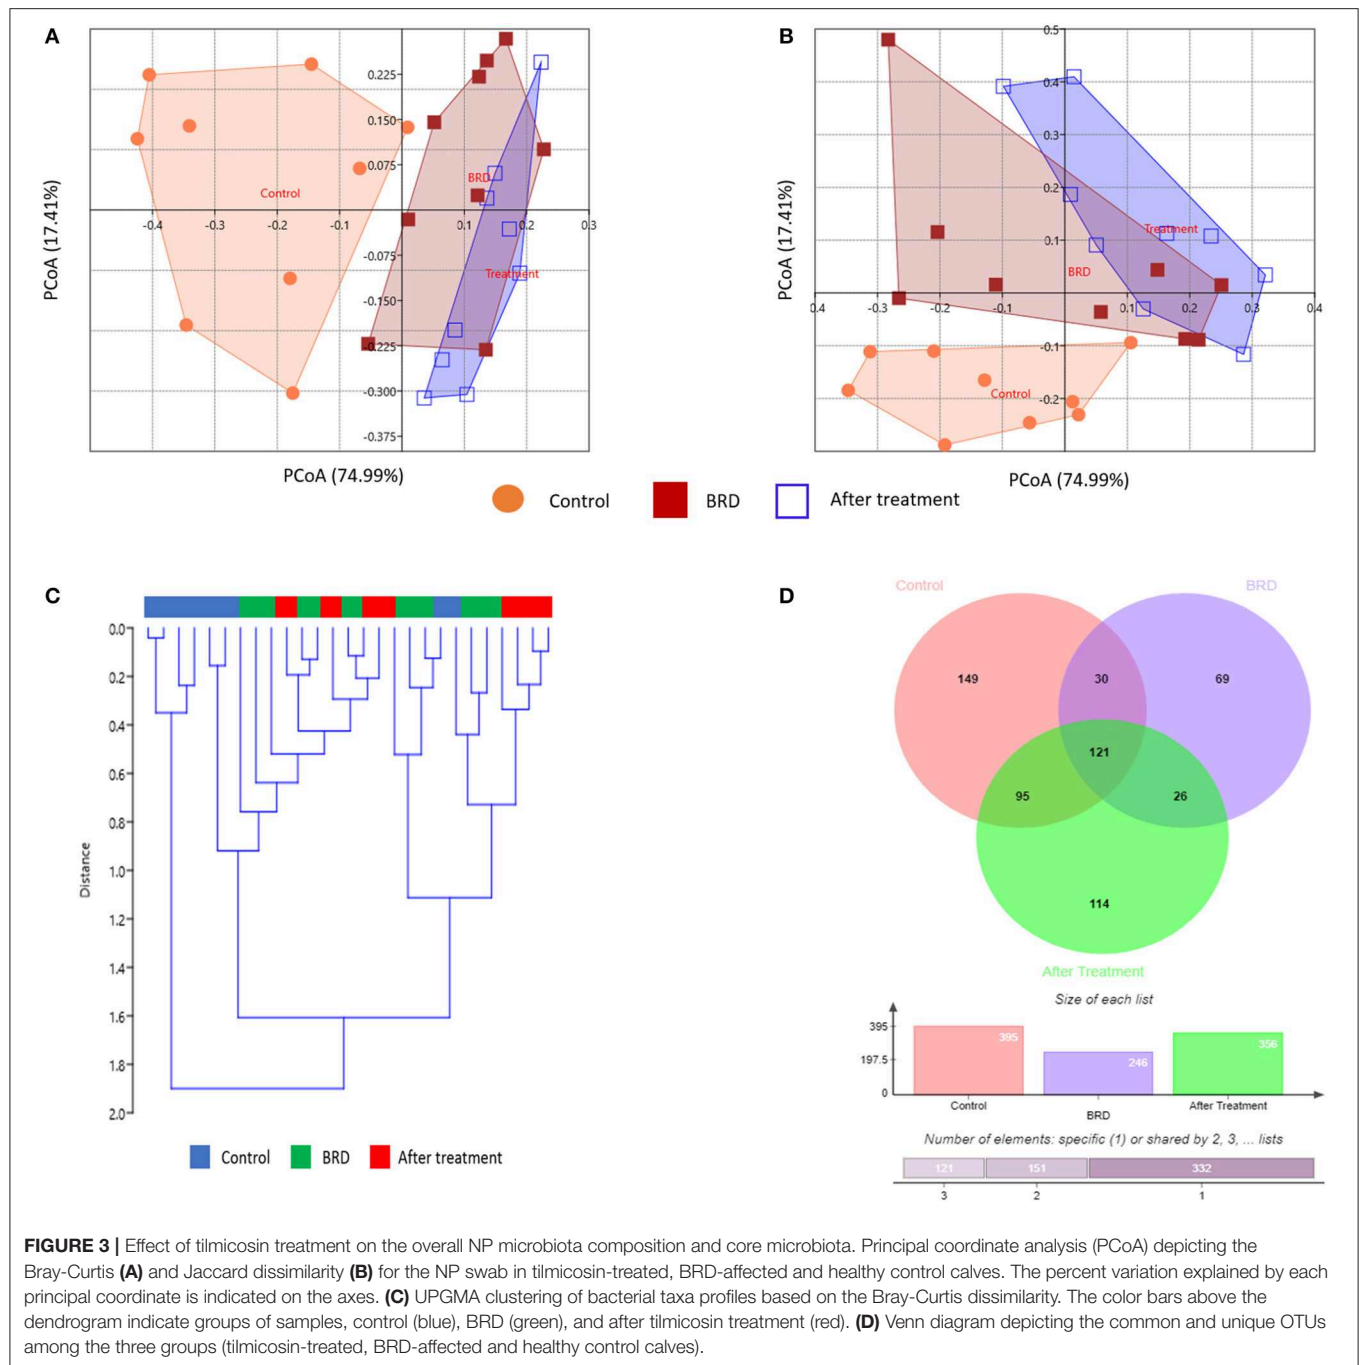 A
B
0.225
0.150
0.075
-0.075
-0.150
-0.225
-0.300
-0.375
-0.4
-0.3
-0.2
-0.1
0.1
0.2
0.3
Control
BRD
Treatment
PCoA (17.41%)
PCoA (74.99%)
0.5
0.4
0.3
0.2
0.1
-0.1
-0.2
0.4
-0.3
-0.2
-0.1
0.1
0.2
0.3
0.4
Treatment
BRD
Control
PCoA (17.41%)
PCoA (74.99%)
Control
BRD
After treatment
C
0.0
0.2
0.4
0.6
0.8
1.0
1.2
1.4
1.6
1.8
2.0
Distance
Control
BRD
After treatment
D
Control
BRD
149
30
69
121
95
26
114
After Treatment
Size of each list
395
197.5
0
395
246
356
Control
BRD
After Treatment
Number of elements: specific (1) or shared by 2, 3, ... lists
121
151
332
3
2
1
FIGURE 3 | Effect of tilmicosin treatment on the overall NP microbiota composition and core microbiota. Principal coordinate analysis (PCoA) depicting the
Bray-Curtis (A) and Jaccard dissimilarity (B) for the NP swab in tilmicosin-treated, BRD-affected and healthy control calves. The percent variation explained by each
principal coordinate is indicated on the axes. (C) UPGMA clustering of bacterial taxa profiles based on the Bray-Curtis dissimilarity. The color bars above the
dendrogram indicate groups of samples, control (blue), BRD (green), and after tilmicosin treatment (red). (D) Venn diagram depicting the common and unique OTUs
among the three groups (tilmicosin-treated, BRD-affected and healthy control calves).